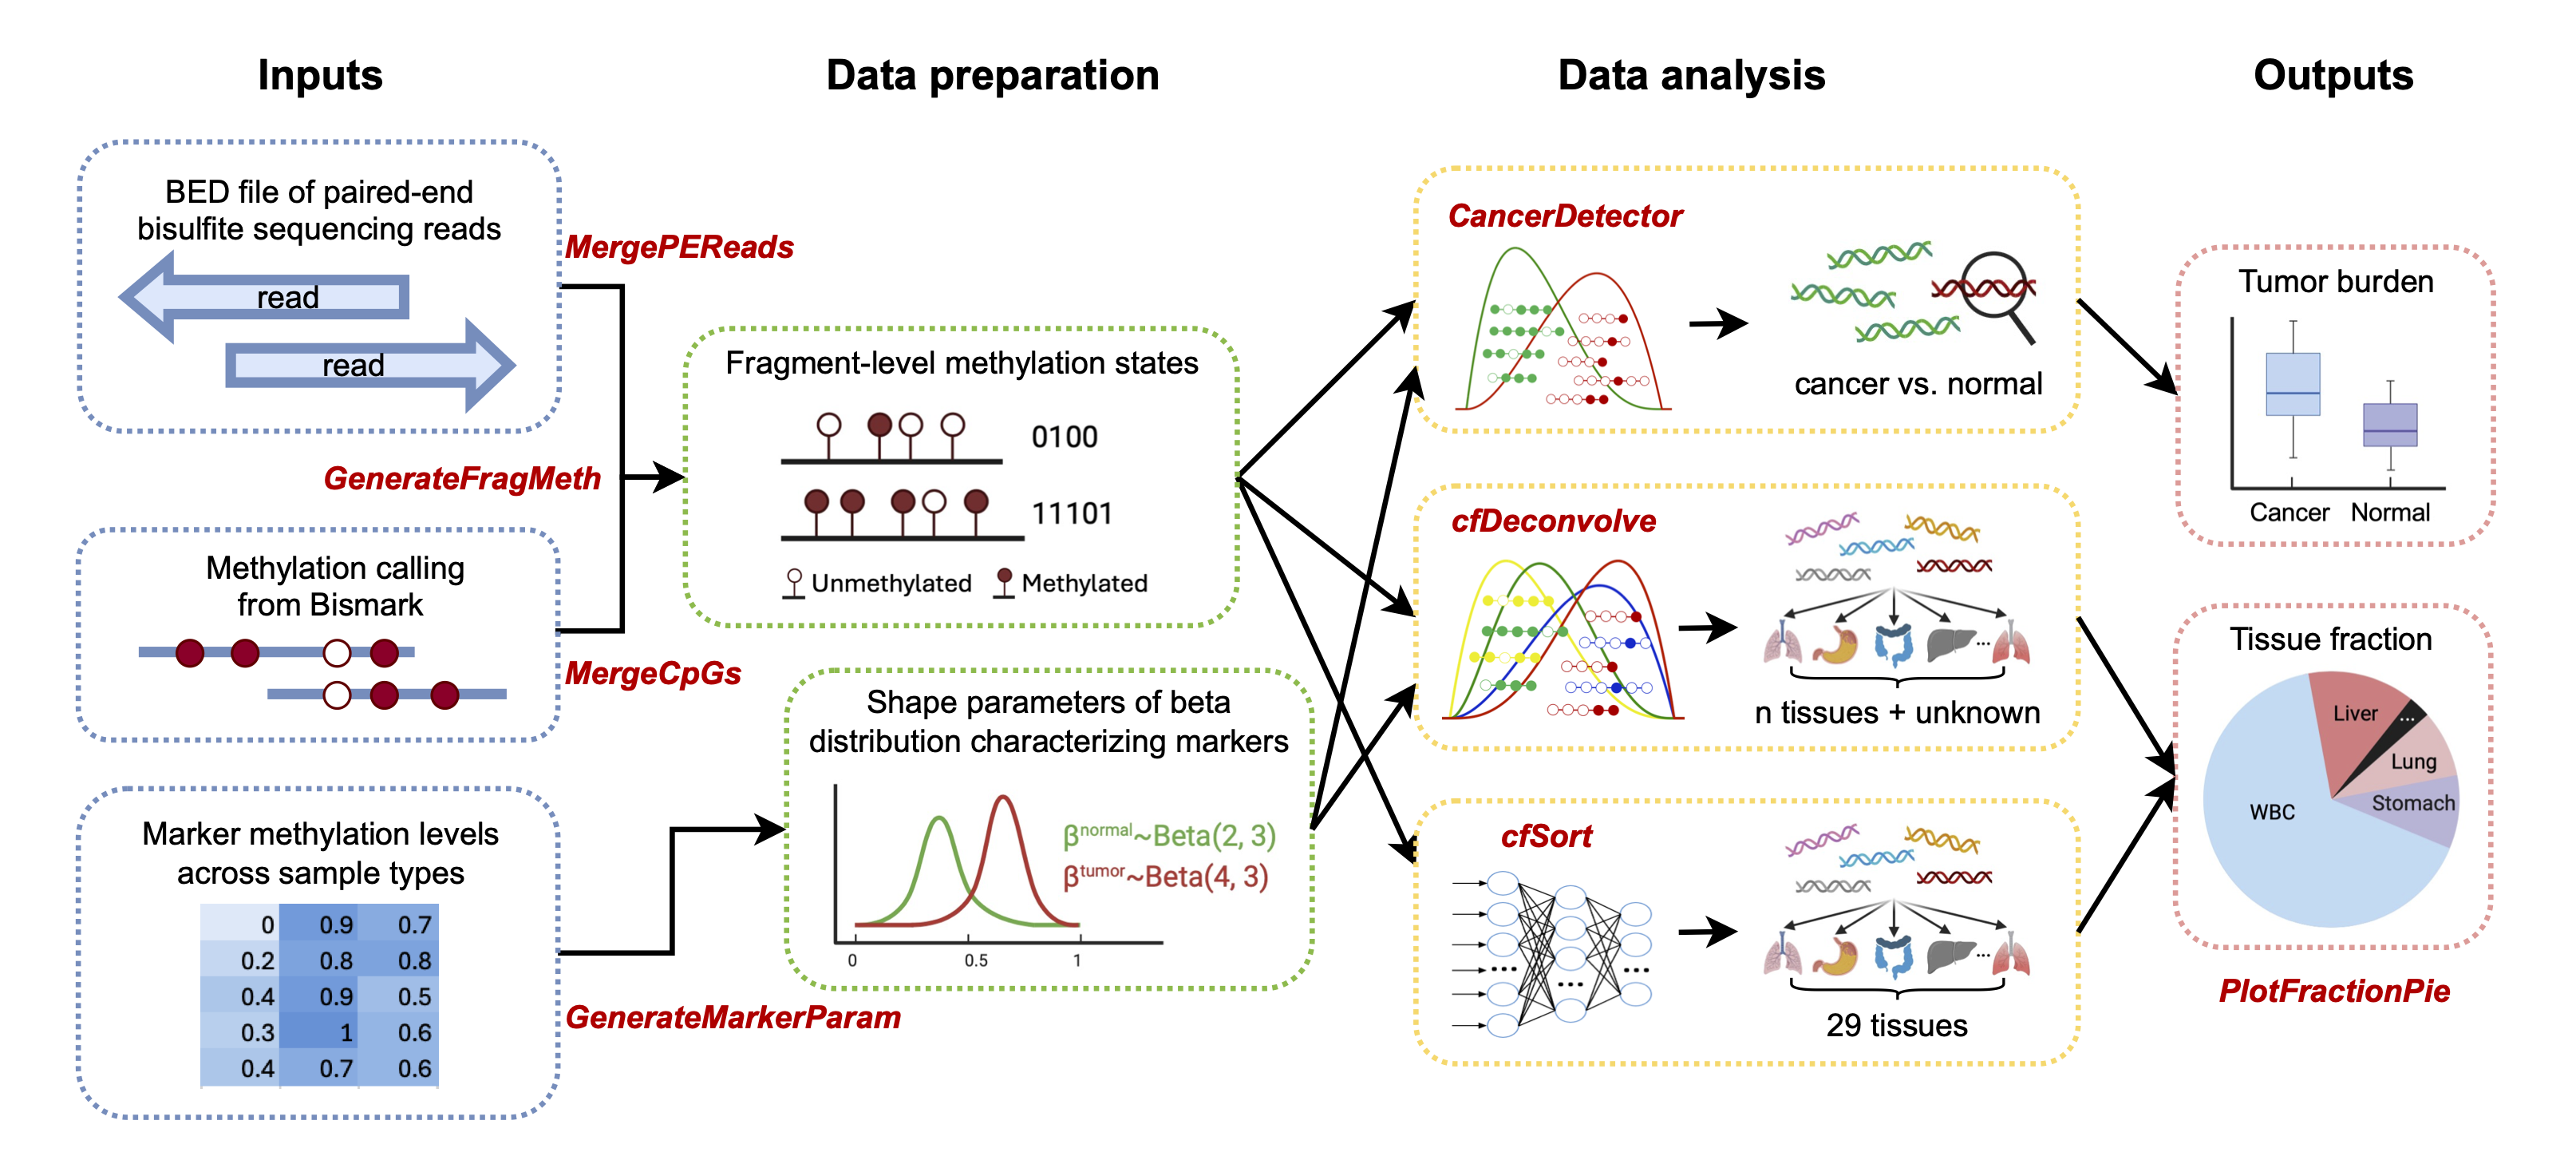 Inputs
Data preparation
Data analysis
Outputs
BED file of paired-end
bisulfite sequencing reads
read
read
MergePEReads
GenerateFragMeth
Methylation calling
from Bismark
MergeCpGs
Marker methylation levels
across sample types
0 0.9 0.7
0.2 0.8 0.8
0.4 0.9 0.5
0.3 1 0.6
0.4 0.7 0.6
GenerateMarkerParam
Fragment-level methylation states
0100
11101
Unmethylated Methylated
Shape parameters of beta
distribution characterizing markers
βnormal~Beta(2, 3)
βtumor~Beta(4, 3)
0 0.5 1
CancerDetector
cancer vs. normal
cfDeconvolve
...
n tissues + unknown
cfSort
...
...
...
...
29 tissues
Tumor burden
Cancer Normal
Tissue fraction
Liver
...
Lung
Stomach
WBC
PlotFractionPie